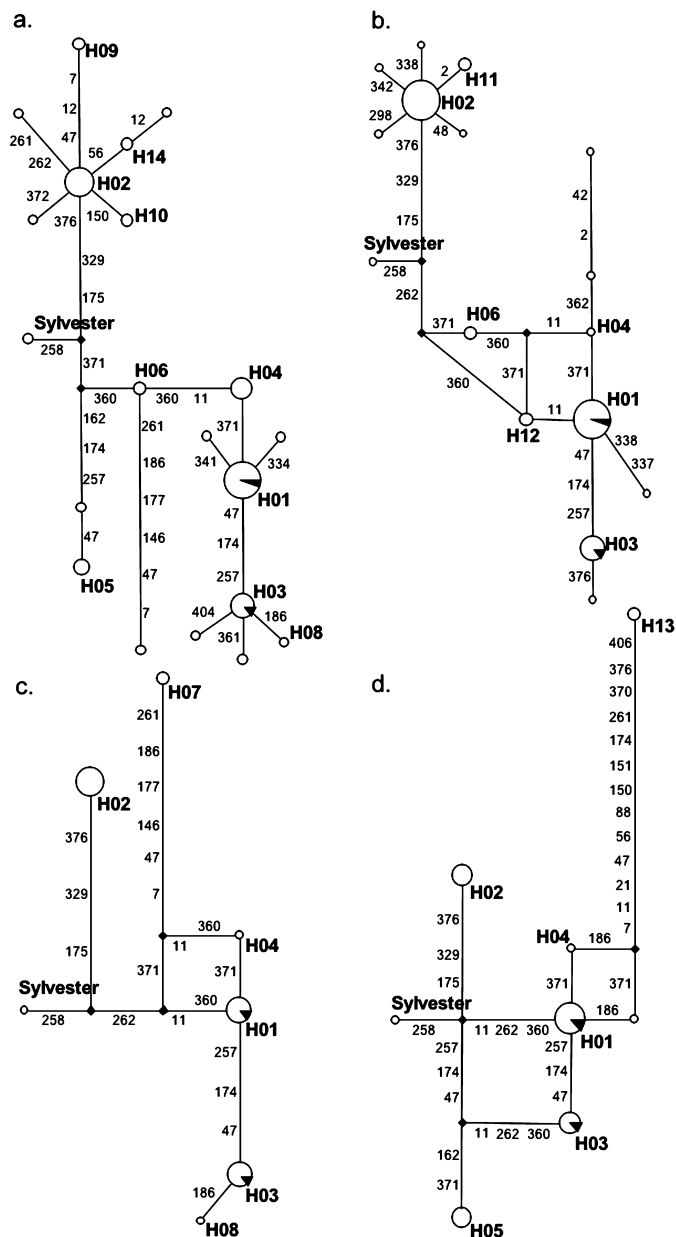 a.
H09
7
12
47
261
262
56
12
H14
H02
372
376
150
H10
329
175
Sylvester
258
371
H06
H04
360
360
11
162
174
257
47
H05
261
186
177
146
47
7
371
341
334
H01
47
174
257
H03
404
361
186
H08
b.
338
2
H11
342
H02
298
48
376
329
175
Sylvester
258
262
371
H06
360
11
H04
42
2
362
360
371
371
H12
11
H01
338
337
47
174
257
H03
376
c.
H07
261
186
177
146
47
7
H02
376
329
175
360
11
H04
371
371
Sylvester
258
262
11
360
H01
257
174
47
H03
186
H08
d.
H13
406
376
370
261
174
151
150
88
56
47
21
11
7
H02
376
329
175
H04
186
371
371
Sylvester
258
11 262 360
186
H01
257
174
47
257
174
47
11 262 360
H03
162
371
H05